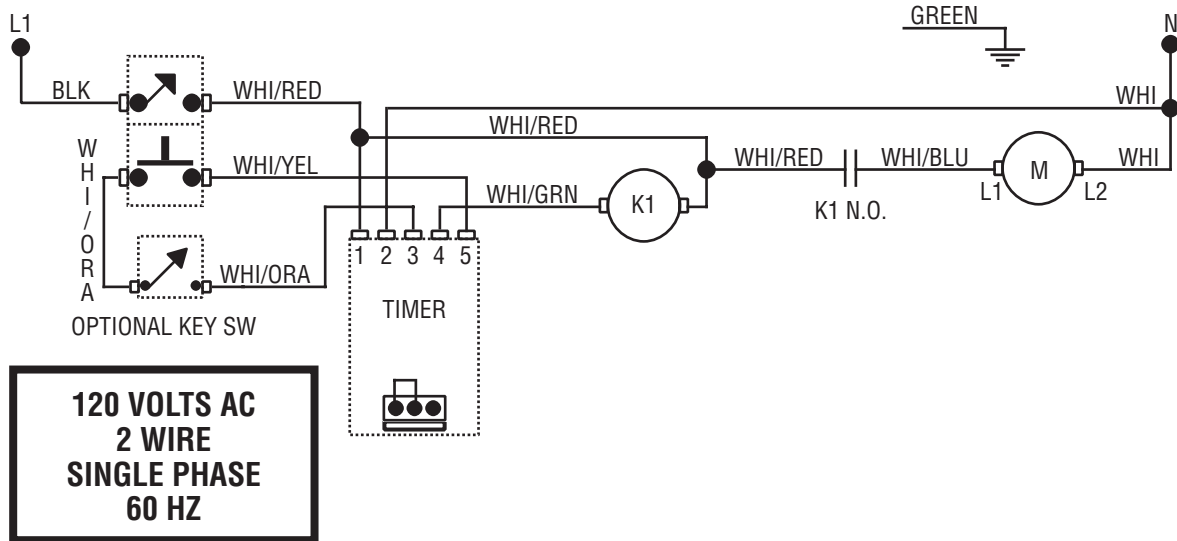 L1
GREEN
N
BLK
WHI/RED
WHI
WHI/RED
WHI/ORA
WHI/YEL
WHI/RED
WHI/BLU
WHI
WHI/GRN
K1
M
L1
L2
K1 N.O.
1 2 3 4 5
WHI/ORA
TIMER
OPTIONAL KEY SW
120 VOLTS AC
2 WIRE
SINGLE PHASE
60 HZ